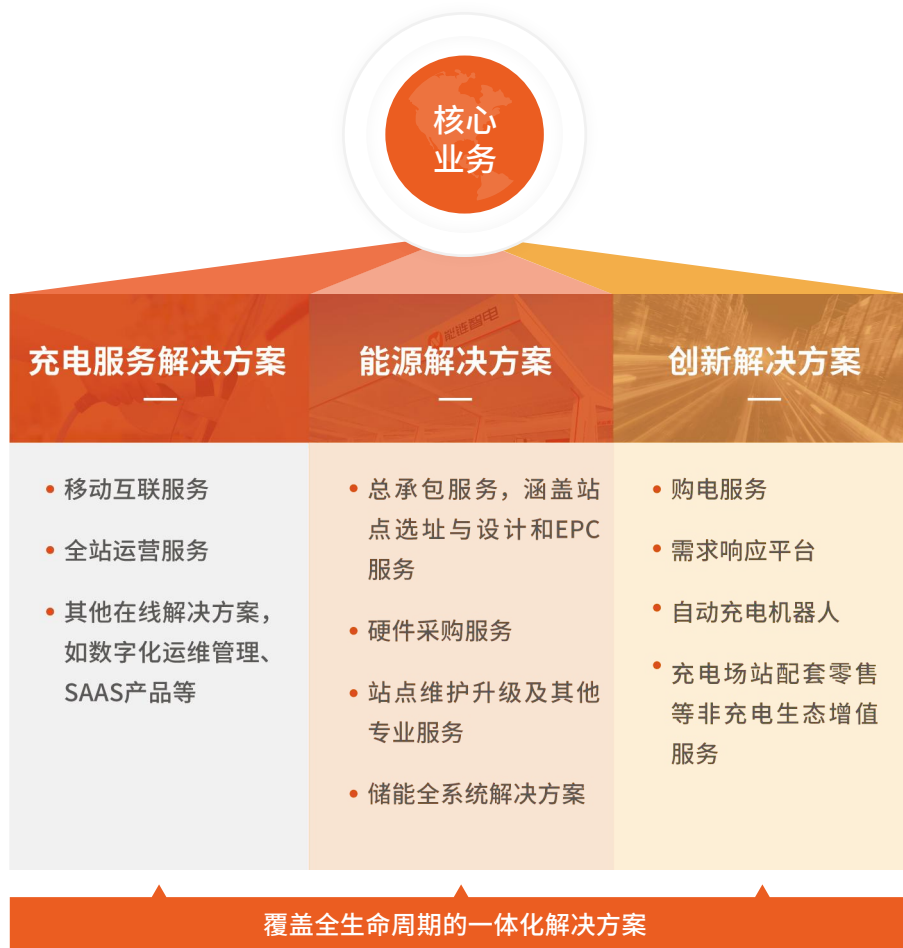 核心
业务
能链智电
充电服务解决方案
能源解决方案
创新解决方案
移动互联服务
全站运营服务
其他在线解决方案，
如数字化运维管理、
SAAS产品等
总承包服务，涵盖站
点选址与设计和EPC
服务
硬件采购服务
站点维护升级及其他
专业服务
储能全系统解决方案
购电服务
需求响应平台
自动充电机器人
充电场站配套零售
等非充电生态增值
服务
覆盖全生命周期的一体化解决方案